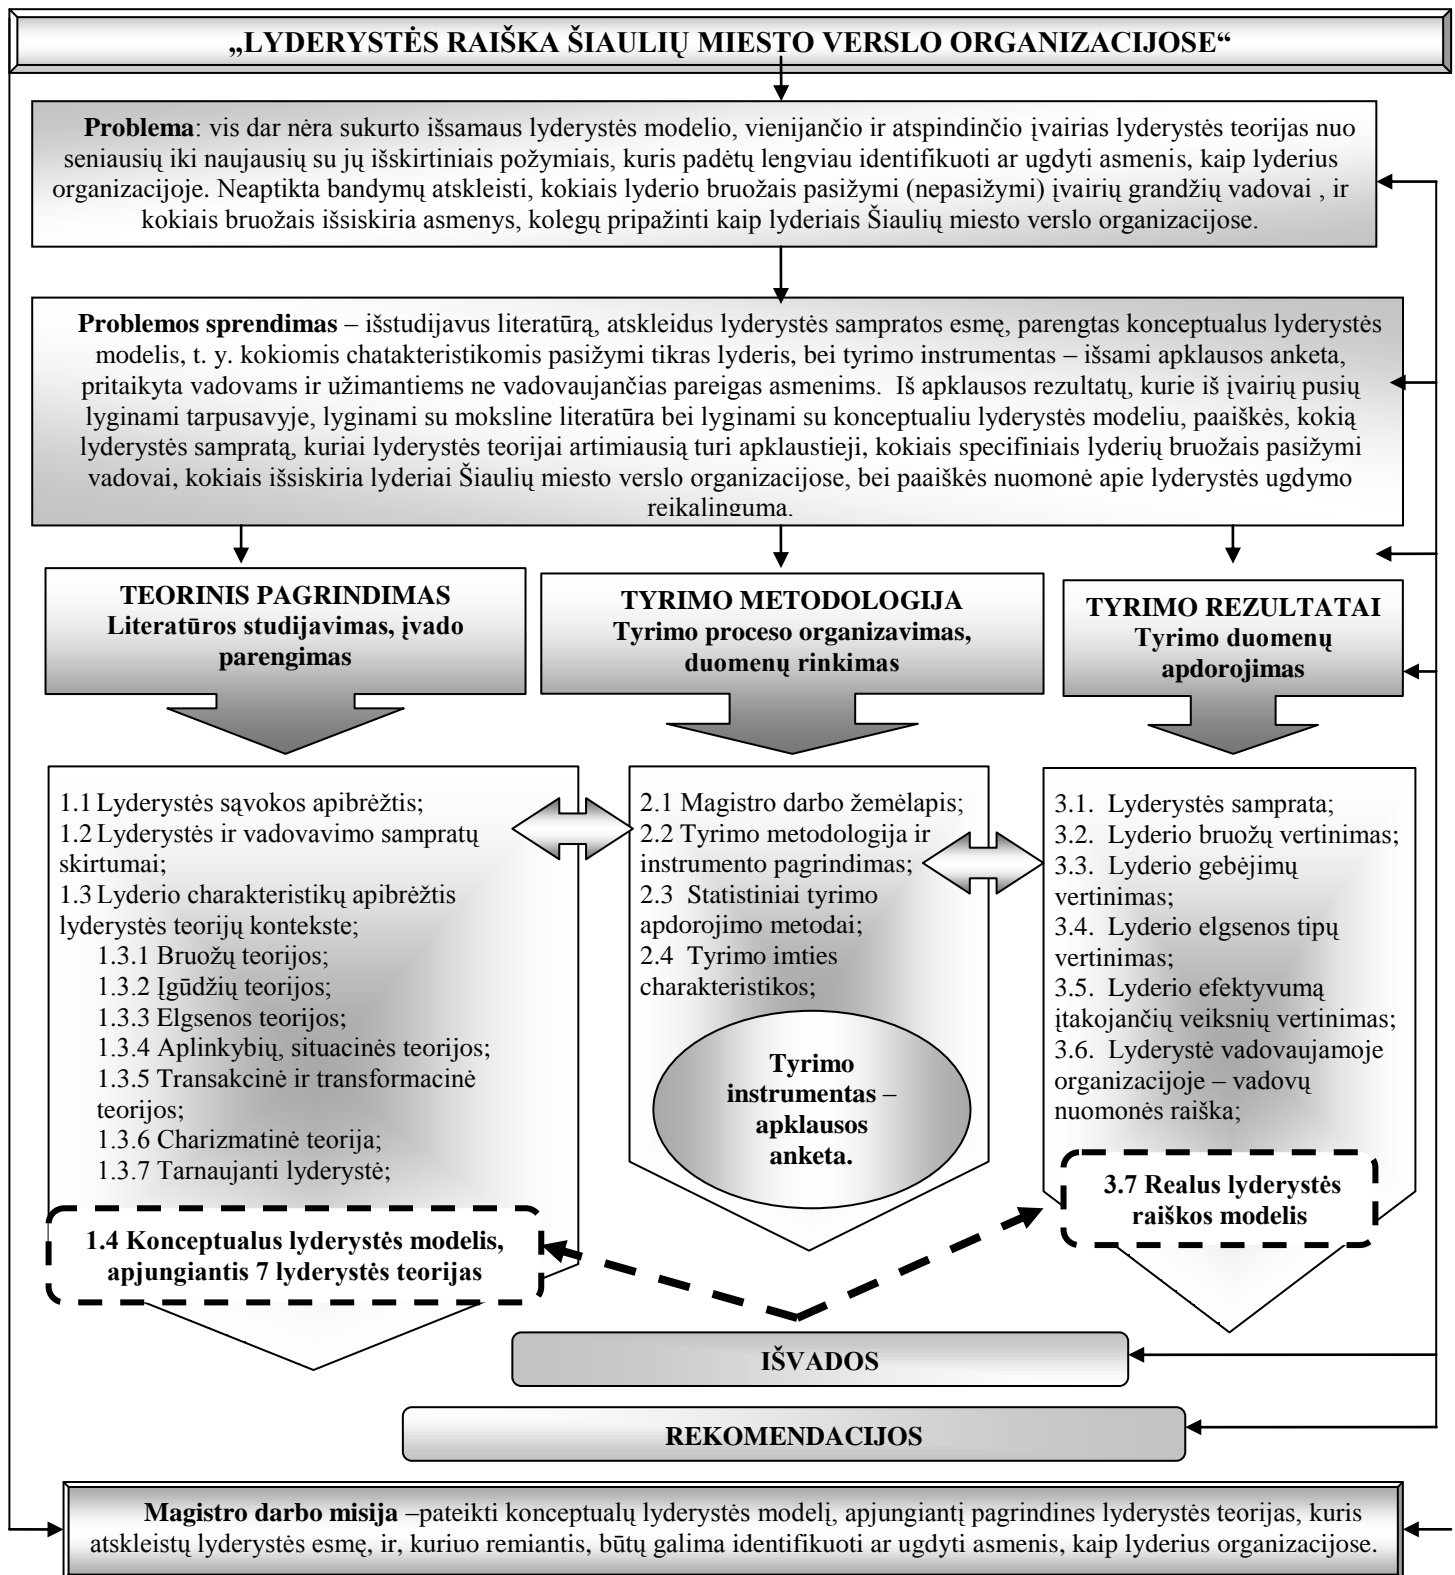 „LYDERYSTĖS RAIŠKA ŠIAULIŲ MIESTO VERSLO ORGANIZACIJOSE“
Problema: vis dar nėra sukurto išsamaus lyderystės modelio, vienijančio ir atspindinčio įvairias lyderystės teorijas nuo
seniausių iki naujausių su jų išskirtiniais požymiais, kuris padėtų lengviau identifikuoti ar ugdyti asmenis, kaip lyderius
organizacijoje. Neaptikta bandymų atskleisti, kokiais lyderio bruožais pasižymi (nepasižymi) įvairių grandžių vadovai , ir
kokiais bruožais išsiskiria asmenys, kolegų pripažinti kaip lyderiais Šiaulių miesto verslo organizacijose.
Problemos sprendimas – išstudijavus literatūrą, atskleidus lyderystės sampratos esmę, parengtas konceptualus lyderystės
modelis, t. y. kokiomis chatakteristikomis pasižymi tikras lyderis, bei tyrimo instrumentas – išsami apklausos anketa,
pritaikyta vadovams ir užimantiems ne vadovaujančias pareigas asmenims. Iš apklausos rezultatų, kurie iš įvairių pusių
lyginami tarpusavyje, lyginami su moksline literatūra bei lyginami su konceptualiu lyderystės modeliu, paaiškės, kokią
lyderystės sampratą, kuriai lyderystės teorijai artimiausią turi apklaustieji, kokiais specifiniais lyderių bruožais pasižymi
vadovai, kokiais išsiskiria lyderiai Šiaulių miesto verslo organizacijose, bei paaiškės nuomonė apie lyderystės ugdymo
reikalingumą.
TEORINIS PAGRINDIMAS
Literatūros studijavimas, įvado
parengimas
TYRIMO METODOLOGIJA
Tyrimo proceso organizavimas,
duomenų rinkimas
TYRIMO REZULTATAI
Tyrimo duomenų
apdorojimas
1.1 Lyderystės sąvokos apibrėžtis;
1.2 Lyderystės ir vadovavimo sampratų
skirtumai;
1.3 Lyderio charakteristikų apibrėžtis
lyderystės teorijų kontekste;
1.3.1 Bruožų teorijos;
1.3.2 Įgūdžių teorijos;
1.3.3 Elgsenos teorijos;
1.3.4 Aplinkybių, situacinės teorijos;
1.3.5 Transakcinė ir transformacinė
teorijos;
1.3.6 Charizmatinė teorija;
1.3.7 Tarnaujanti lyderystė;
1.4 Konceptualus lyderystės modelis,
apjungiantis 7 lyderystės teorijas
2.1 Magistro darbo žemėlapis;
2.2 Tyrimo metodologija ir
instrumento pagrindimas;
2.3 Statistiniai tyrimo
apdorojimo metodai;
2.4 Tyrimo imties
charakteristikos;
Tyrimo
instrumentas –
apklausos
anketa.
3.1. Lyderystės samprata;
3.2. Lyderio bruožų vertinimas;
3.3. Lyderio gebėjimų
vertinimas;
3.4. Lyderio elgsenos tipų
vertinimas;
3.5. Lyderio efektyvumą
įtakojančių veiksnių vertinimas;
3.6. Lyderystė vadovaujamoje
organizacijoje – vadovų
nuomonės raiška;
3.7 Realus lyderystės
raiškos modelis
IŠVADOS
REKOMENDACIJOS
Magistro darbo misija –pateikti konceptualų lyderystės modelį, apjungiantį pagrindines lyderystės teorijas, kuris
atskleistų lyderystės esmę, ir, kuriuo remiantis, būtų galima identifikuoti ar ugdyti asmenis, kaip lyderius organizacijose.